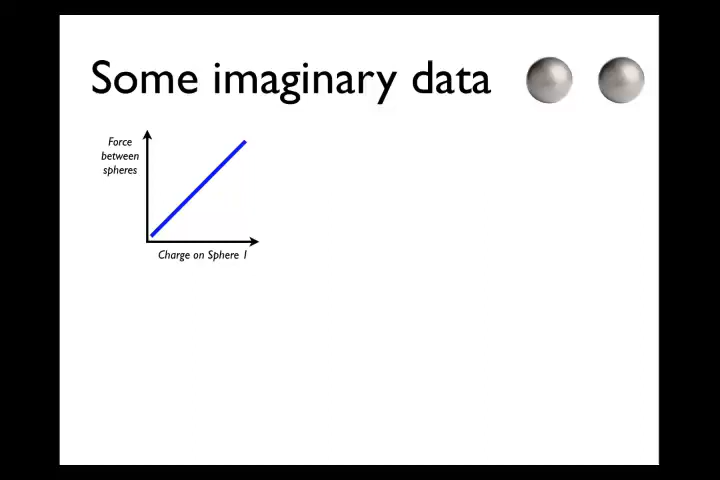 Some imaginary data
Force
between
spheres
Charge on Sphere 1